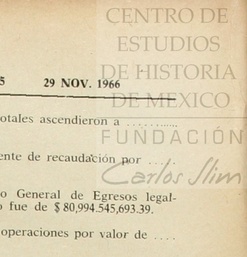 CENTRO DE
ESTUDIOS
DE HISTORIA
DE MEXICO
FUNDACIÓN
Carlos Slim
5 29 NOV. 1966
otales ascendieron a ..........
ente de recaudación por ....
o General de Egresos legal-
o fue de $ 80,994.545,693.39.
operaciones por valor de ....